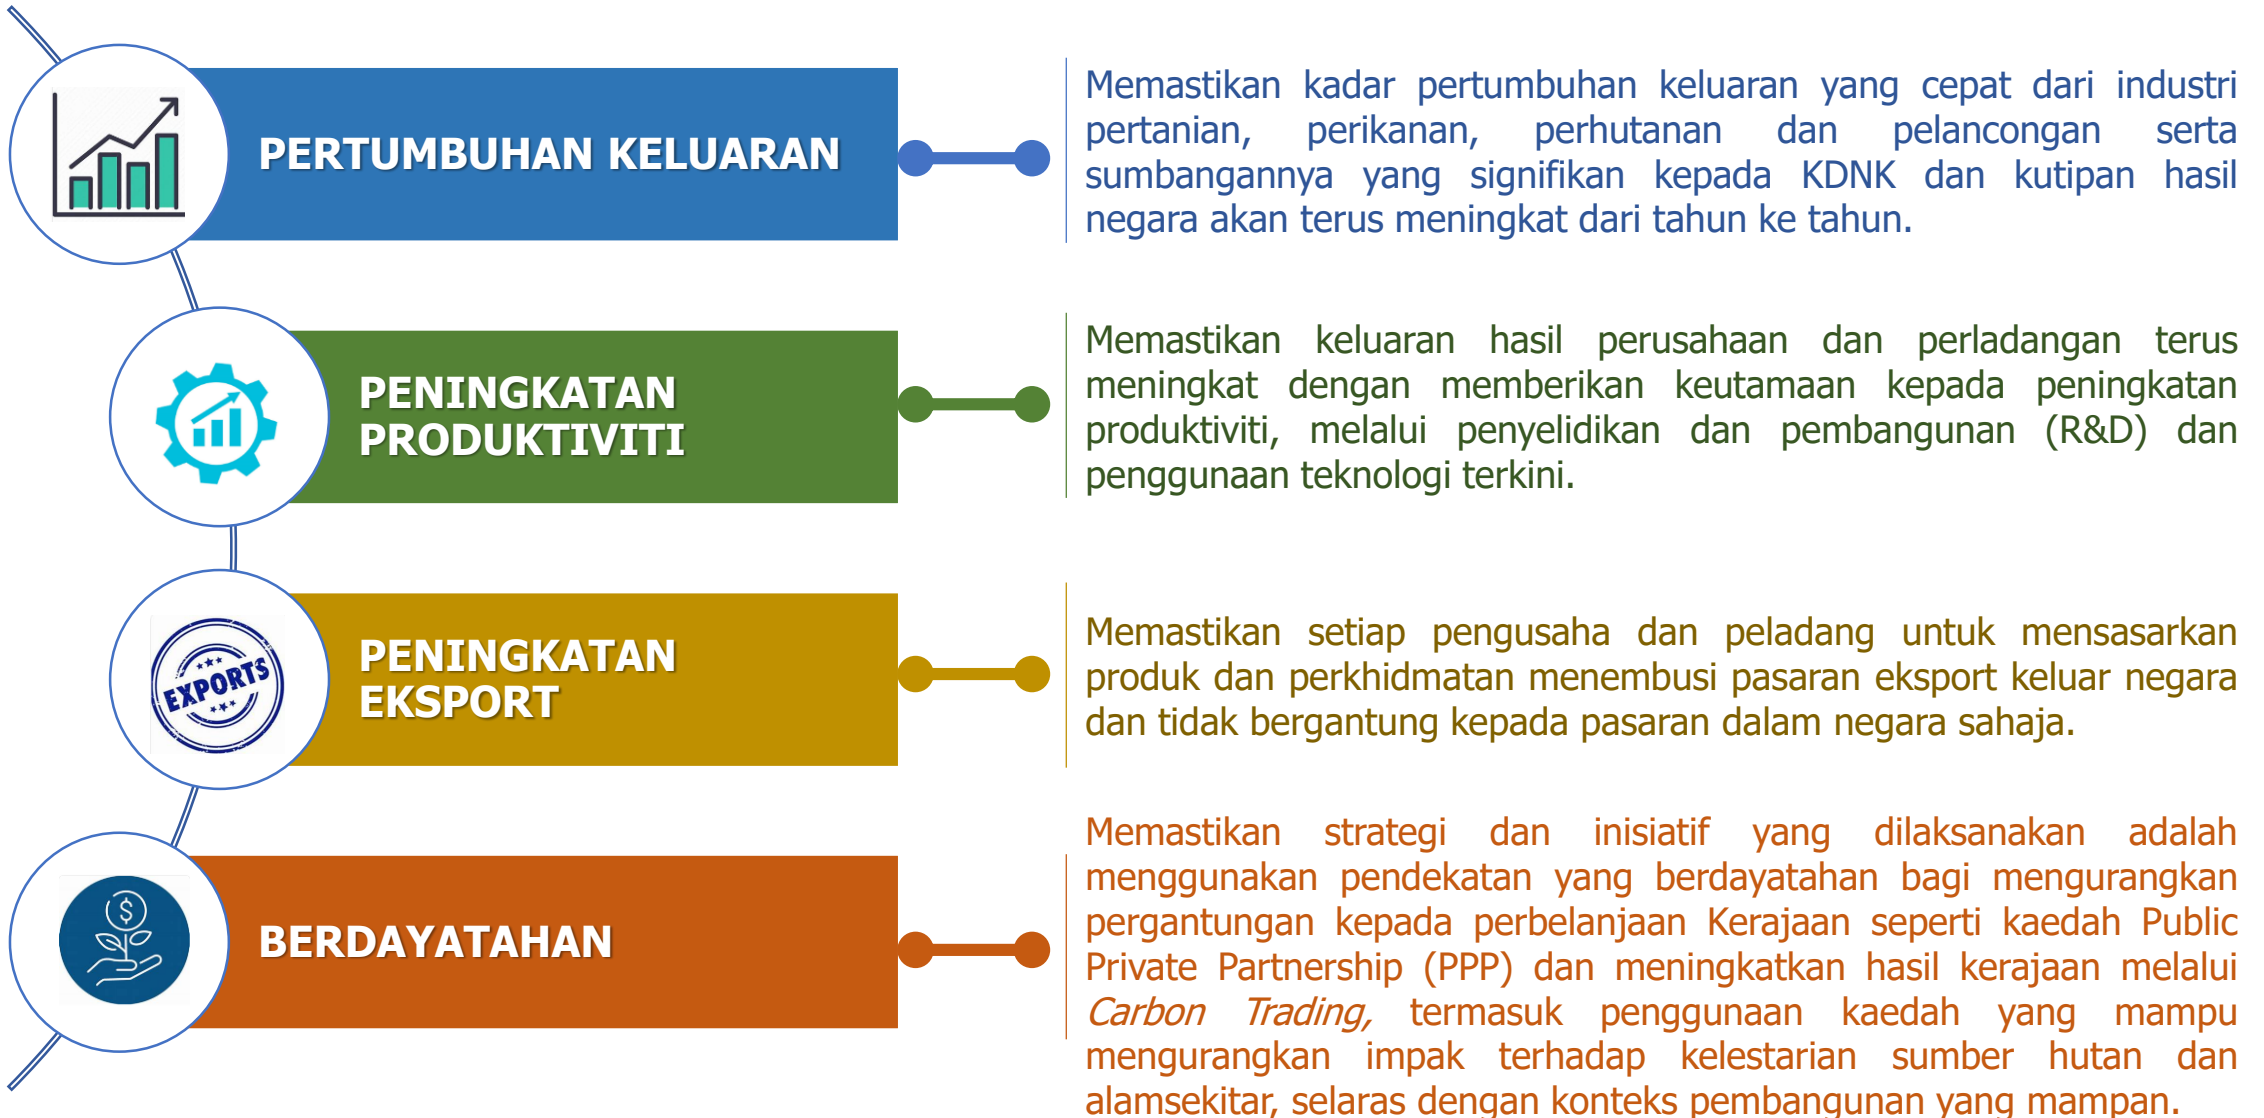 PERTUMBUHAN KELUARAN
Memastikan kadar pertumbuhan keluaran yang cepat dari industri
pertanian, perikanan, perhutanan dan pelancongan serta
sumbangannya yang signifikan kepada KDNK dan kutipan hasil
negara akan terus meningkat dari tahun ke tahun.
PENINGKATAN
PRODUKTIVITI
Memastikan keluaran hasil perusahaan dan perladangan terus
meningkat dengan memberikan keutamaan kepada peningkatan
produktiviti, melalui penyelidikan dan pembangunan (R&D) dan
penggunaan teknologi terkini.
EXPORTS
PENINGKATAN
EKSPORT
Memastikan setiap pengusaha dan peladang untuk mensasarkan
produk dan perkhidmatan menembusi pasaran eksport keluar negara
dan tidak bergantung kepada pasaran dalam negara sahaja.
$
BERDAYATAHAN
Memastikan strategi dan inisiatif yang dilaksanakan adalah
menggunakan pendekatan yang berdayatahan bagi mengurangkan
pergantungan kepada perbelanjaan Kerajaan seperti kaedah Public
Private Partnership (PPP) dan meningkatkan hasil kerajaan melalui
Carbon Trading, termasuk penggunaan kaedah yang mampu
mengurangkan impak terhadap kelestarian sumber hutan dan
alamsekitar, selaras dengan konteks pembangunan yang mampan.